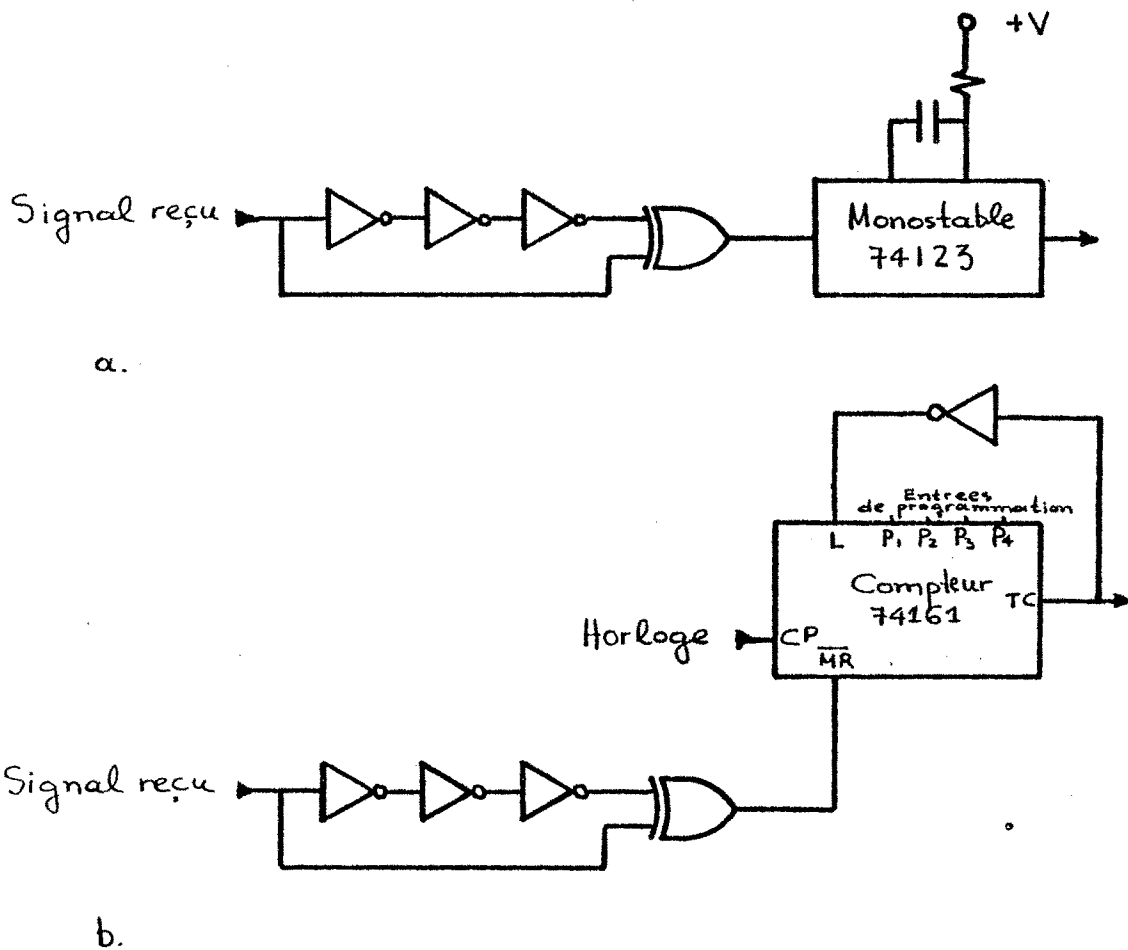 +V
Signal reçu
Monostable
74123
a.
Entrees
de programmation
L P1 P2 P3 P4
Compteur
74161
TC
Horloge
CP
MR
Signal reçu
b.